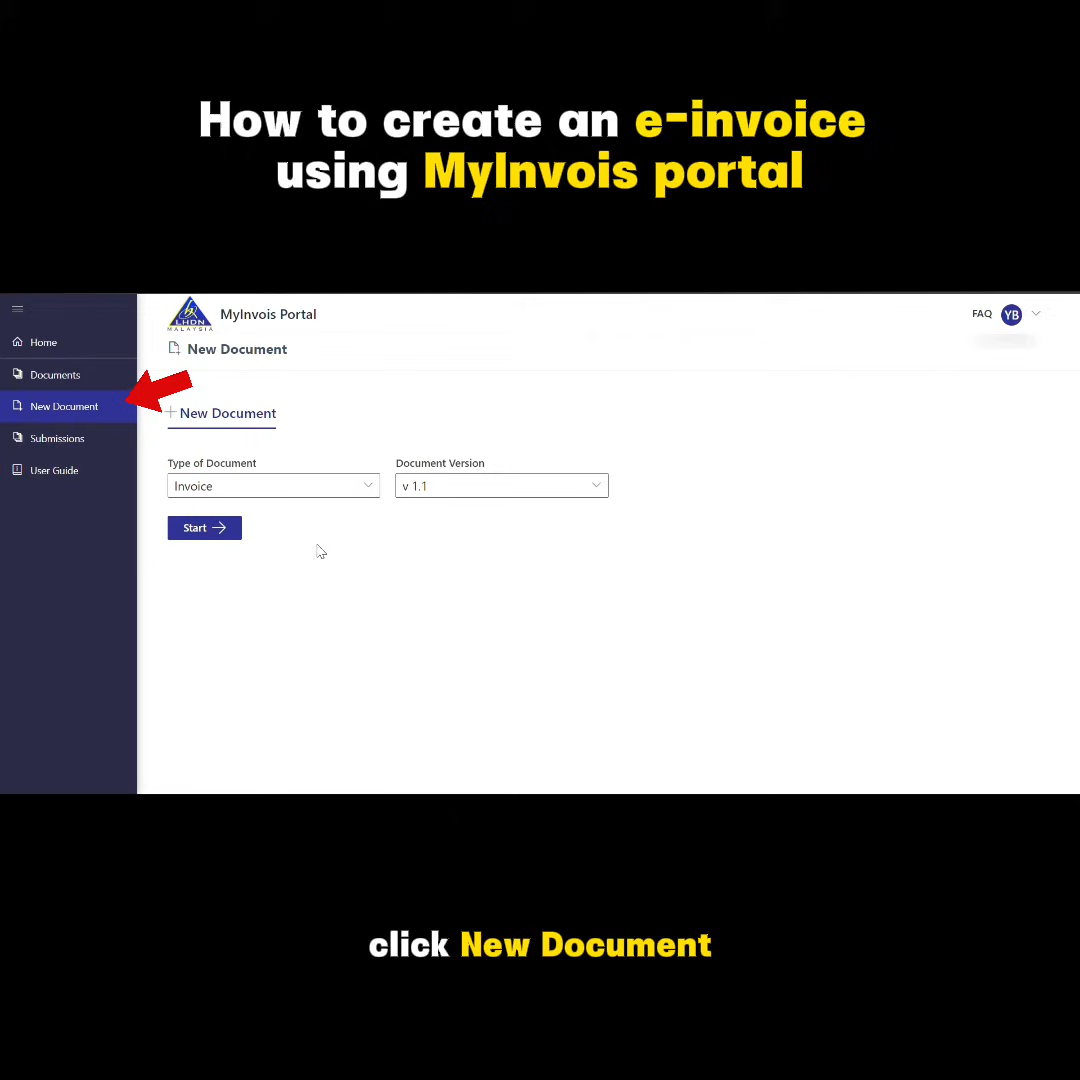 How to create an e-invoice
using MyInvois portal
LHDN
MALAYSIA
MyInvois Portal
FAQ
YB
New Document
Home
Documents
New Document
Submissions
User Guide
+ New Document
Type of Document
Document Version
Invoice
v 1.1
Start
click New Document